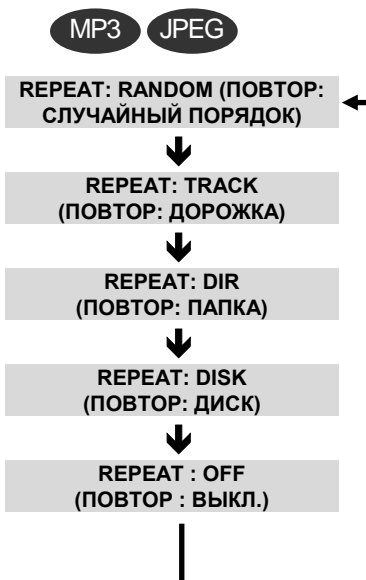 MP3 JPEG
REPEAT: RANDOM (ПОВТОР:
СЛУЧАЙНЫЙ ПОРЯДОК)
REPEAT: TRACK
(ПОВТОР: ДОРОЖКА)
REPEAT: DIR
(ПОВТОР: ПАПКА)
REPEAT: DISK
(ПОВТОР: ДИСК)
REPEAT : OFF
(ПОВТОР : ВЫКЛ.)